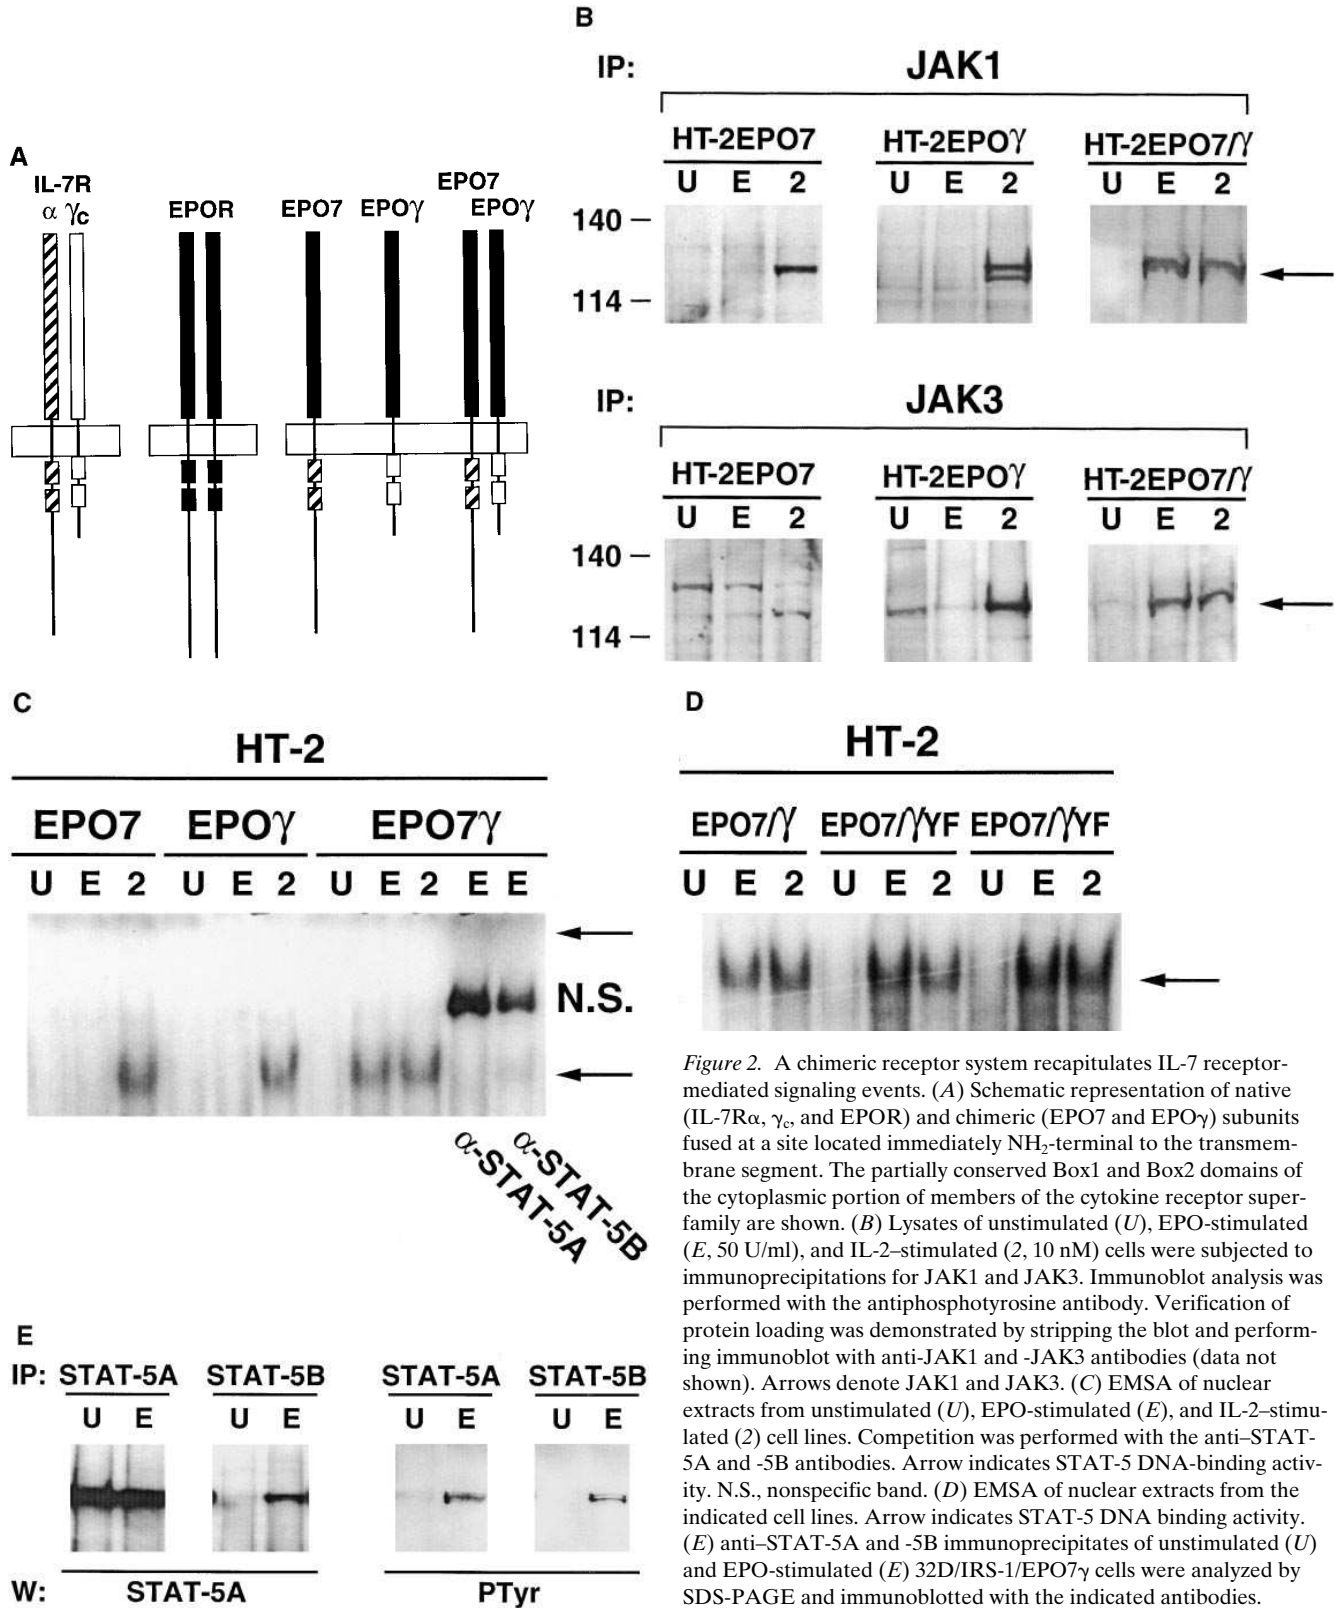 A
IL-7R
α γc
EPOR
EPO7
EPOγ
EPO7
EPOγ
B
IP:
JAK1
HT-2EPO7
HT-2EPOγ
HT-2EPO7/γ
U E 2
U E 2
U E 2
140
114
IP:
JAK3
HT-2EPO7
HT-2EPOγ
HT-2EPO7/γ
U E 2
U E 2
U E 2
140
114
C
HT-2
EPO7
EPOγ
EPO7γ
U E 2
U E 2
U E 2 E E
N.S.
α-STAT-5A
α-STAT-5B
D
HT-2
EPO7/γ
EPO7/γYF
EPO7/γYF
U E 2
U E 2
U E 2
E
IP: STAT-5A
STAT-5B
STAT-5A
STAT-5B
U E
U E
U E
U E
W:
STAT-5A
PTyr
Figure 2. A chimeric receptor system recapitulates IL-7 receptor-
mediated signaling events. (A) Schematic representation of native
(IL-7Rα, γc, and EPOR) and chimeric (EPO7 and EPOγ) subunits
fused at a site located immediately NH2-terminal to the transmem-
brane segment. The partially conserved Box1 and Box2 domains of
the cytoplasmic portion of members of the cytokine receptor super-
family are shown. (B) Lysates of unstimulated (U), EPO-stimulated
(E, 50 U/ml), and IL-2–stimulated (2, 10 nM) cells were subjected to
immunoprecipitations for JAK1 and JAK3. Immunoblot analysis was
performed with the antiphosphotyrosine antibody. Verification of
protein loading was demonstrated by stripping the blot and perform-
ing immunoblot with anti-JAK1 and -JAK3 antibodies (data not
shown). Arrows denote JAK1 and JAK3. (C) EMSA of nuclear
extracts from unstimulated (U), EPO-stimulated (E), and IL-2–stimu-
lated (2) cell lines. Competition was performed with the anti–STAT-
5A and -5B antibodies. Arrow indicates STAT-5 DNA-binding activ-
ity. N.S., nonspecific band. (D) EMSA of nuclear extracts from the
indicated cell lines. Arrow indicates STAT-5 DNA binding activity.
(E) anti–STAT-5A and -5B immunoprecipitates of unstimulated (U)
and EPO-stimulated (E) 32D/IRS-1/EPO7γ cells were analyzed by
SDS-PAGE and immunoblotted with the indicated antibodies.